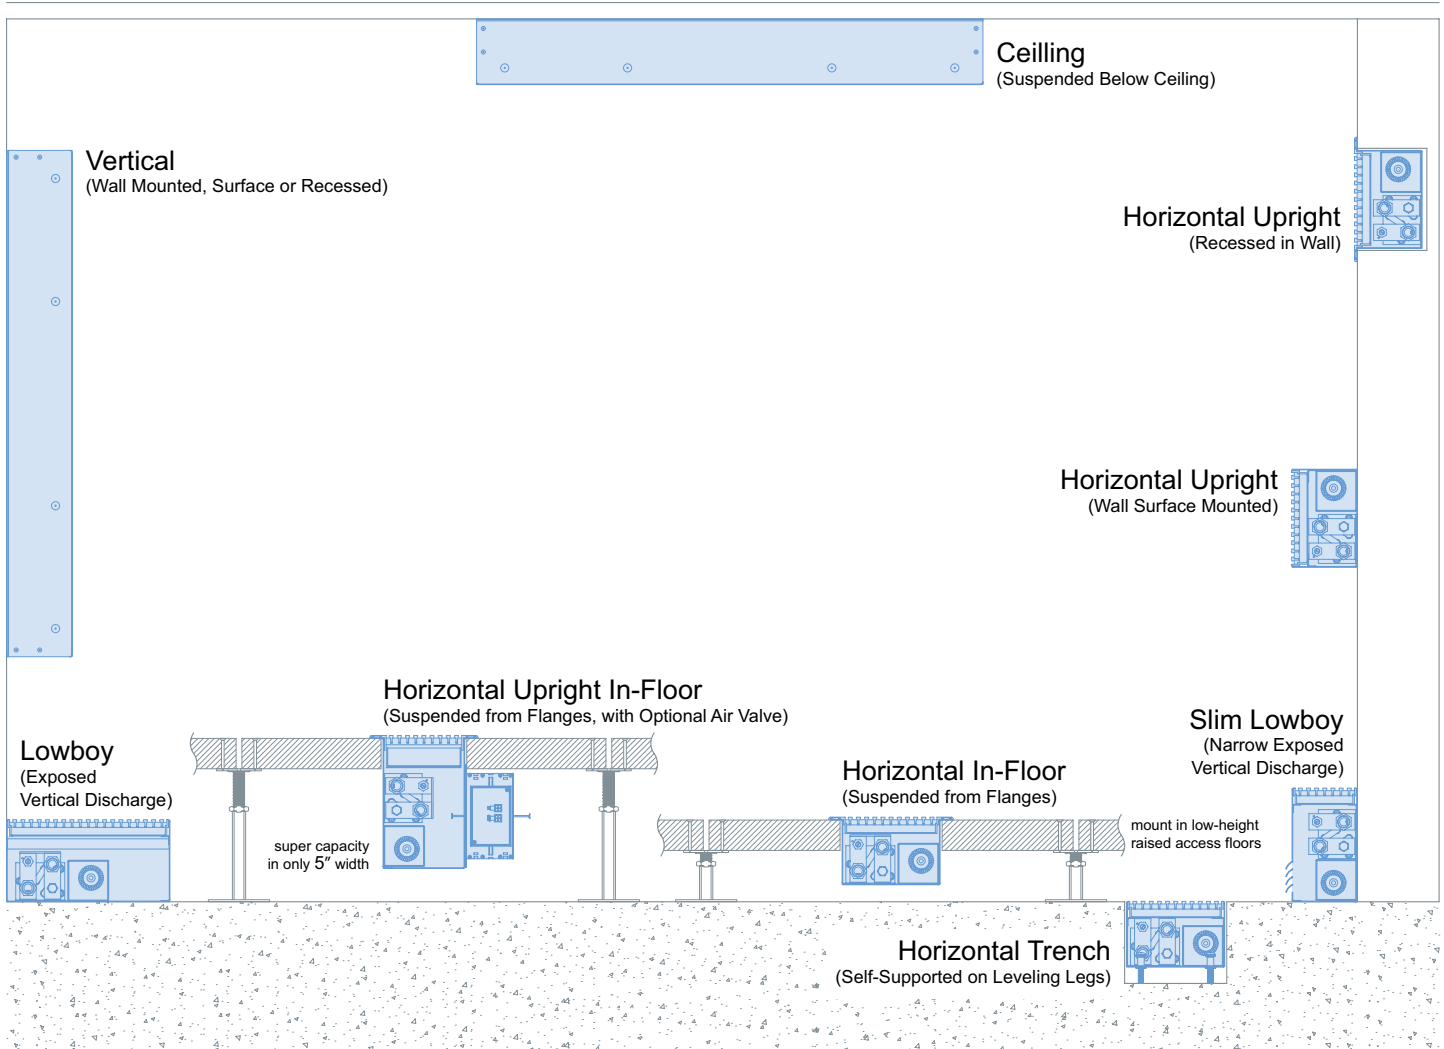 Ceilling
(Suspended Below Ceiling)
Vertical
(Wall Mounted, Surface or Recessed)
Horizontal Upright
(Recessed in Wall)
Horizontal Upright
(Wall Surface Mounted)
Horizontal Upright In-Floor
(Suspended from Flanges, with Optional Air Valve)
Slim Lowboy
(Narrow Exposed
Vertical Discharge)
Lowboy
(Exposed
Vertical Discharge)
Horizontal In-Floor
(Suspended from Flanges)
super capacity
in only 5″ width
mount in low-height
raised access floors
Horizontal Trench
(Self-Supported on Leveling Legs)